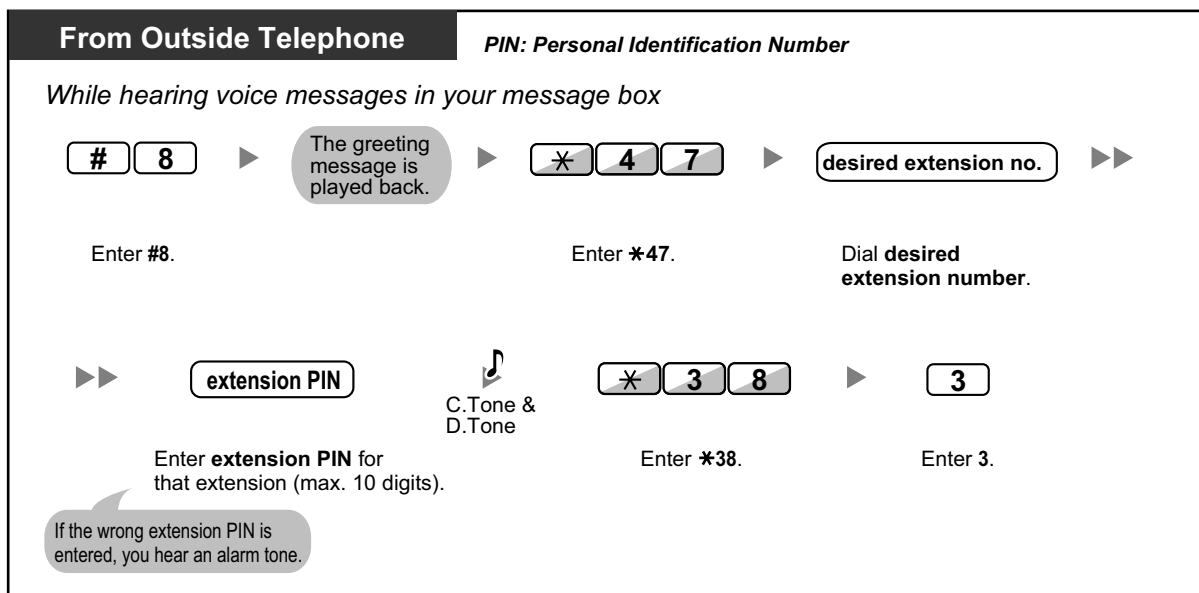 From Outside Telephone
PIN: Personal Identification Number
While hearing voice messages in your message box
# 8
The greeting
message is
played back.
* 4 7
desired extension no.
Enter #8.
Enter *47.
Dial desired
extension number.
extension PIN
C.Tone &
D.Tone
* 3 8
3
Enter extension PIN for
that extension (max. 10 digits).
Enter *38.
Enter 3.
If the wrong extension PIN is
entered, you hear an alarm tone.